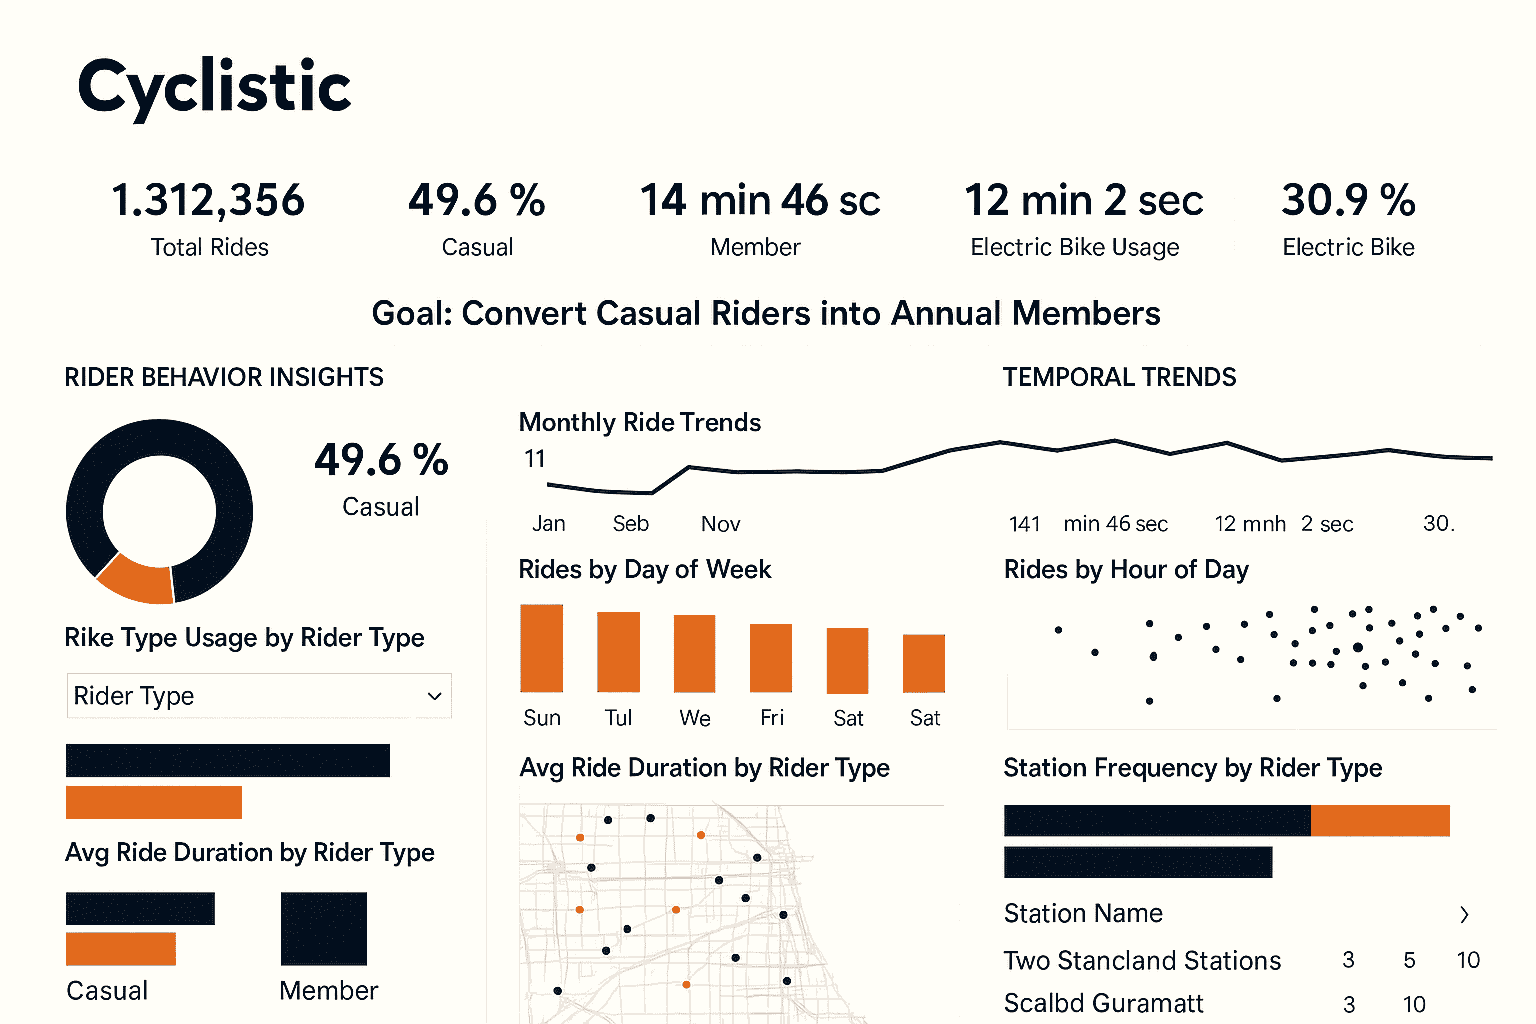 Cyclistic
1.312,356
Total Rides
49.6 %
Casual
14 min 46 sc
Member
12 min 2 sec
Electric Bike Usage
30.9 %
Electric Bike
Goal: Convert Casual Riders into Annual Members
RIDER BEHAVIOR INSIGHTS
49.6 %
Casual
Rike Type Usage by Rider Type
Rider Type
Avg Ride Duration by Rider Type
Casual
Member
Monthly Ride Trends
11
Jan Seb Nov
Rides by Day of Week
Sun Tul We Fri Sat Sat
Avg Ride Duration by Rider Type
TEMPORAL TRENDS
141 min 46 sec 12 mnh 2 sec 30.
Rides by Hour of Day
Station Frequency by Rider Type
Station Name
Two Stancland Stations 3 5 10
Scalbd Guramatt 3 10